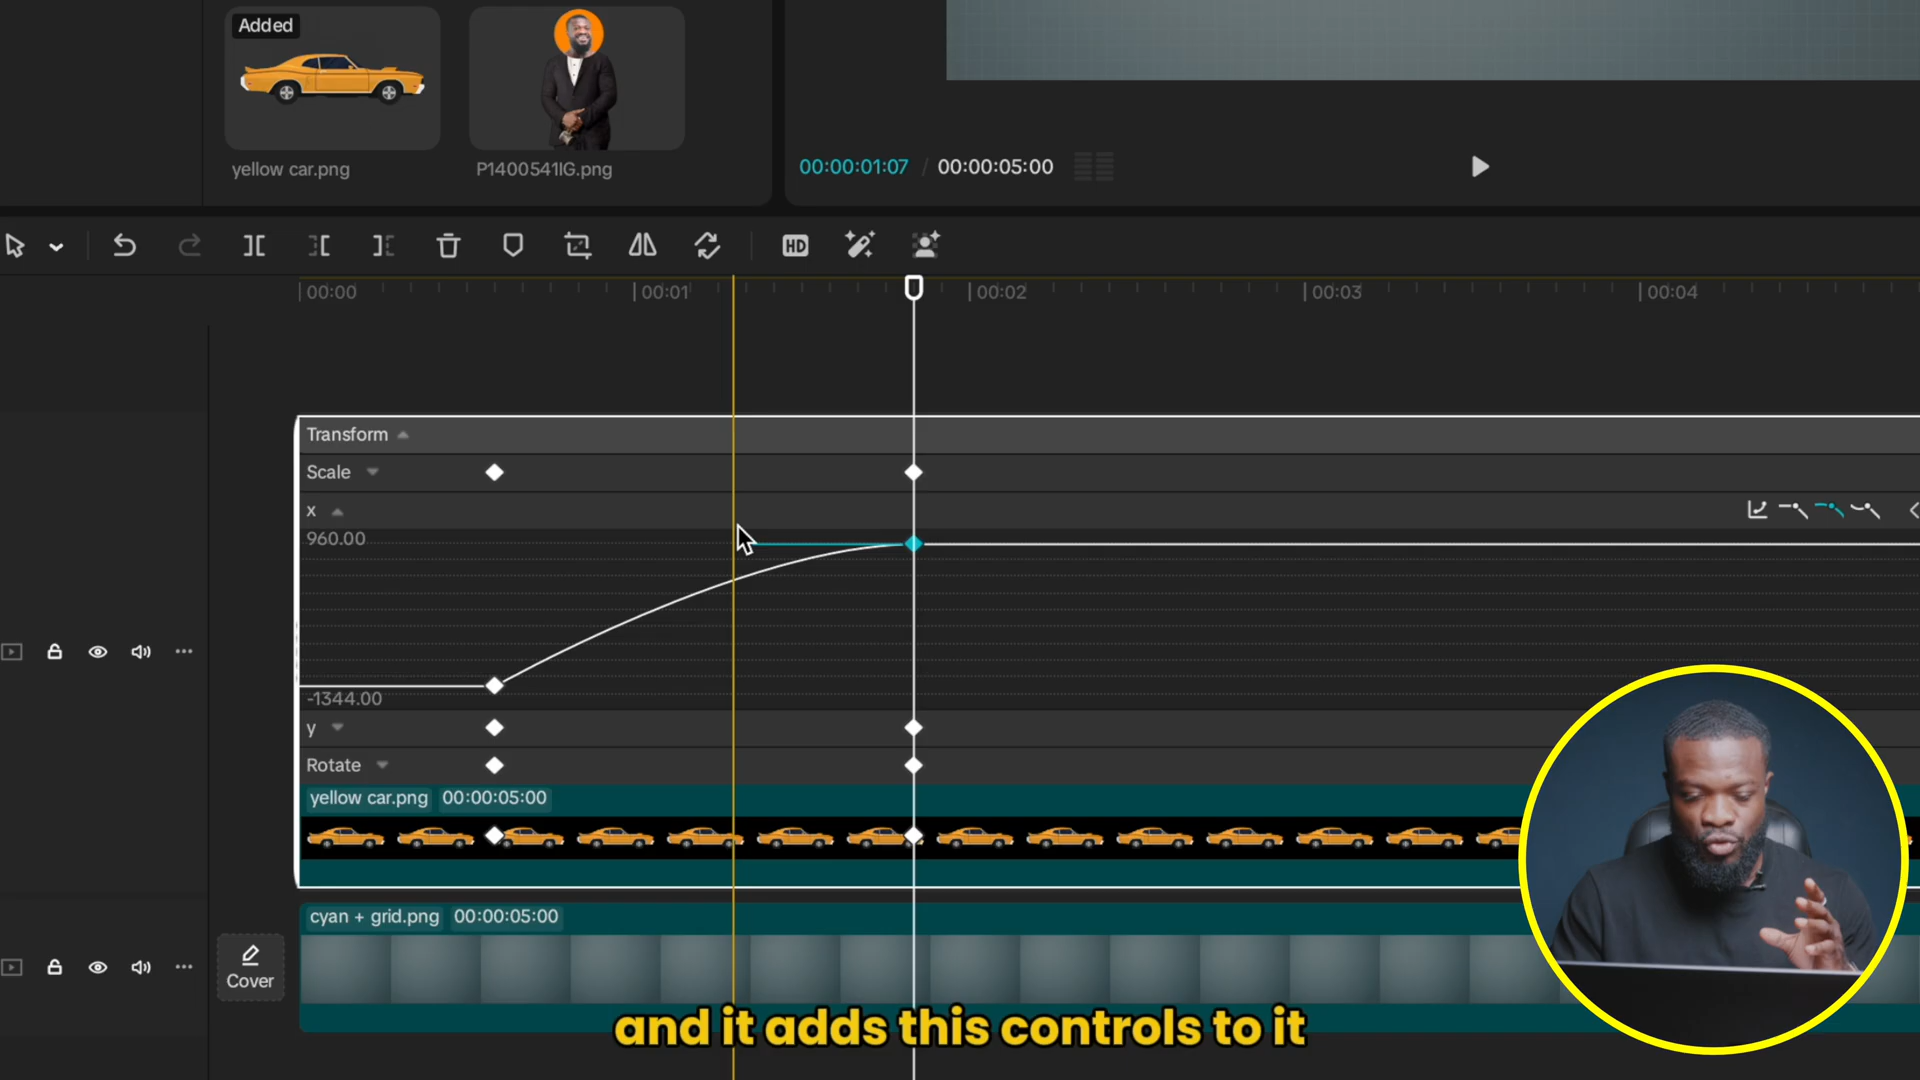 Added
yellow car.png
P1400541IG.png
00:00:01:07 / 00:00:05:00
HD
00:00
00:01
00:02
00:03
00:04
Transform
Scale
x
960.00
-1344.00
y
Rotate
yellow car.png 00:00:05:00
cyan + grid.png 00:00:05:00
Cover
and it adds this controls to it